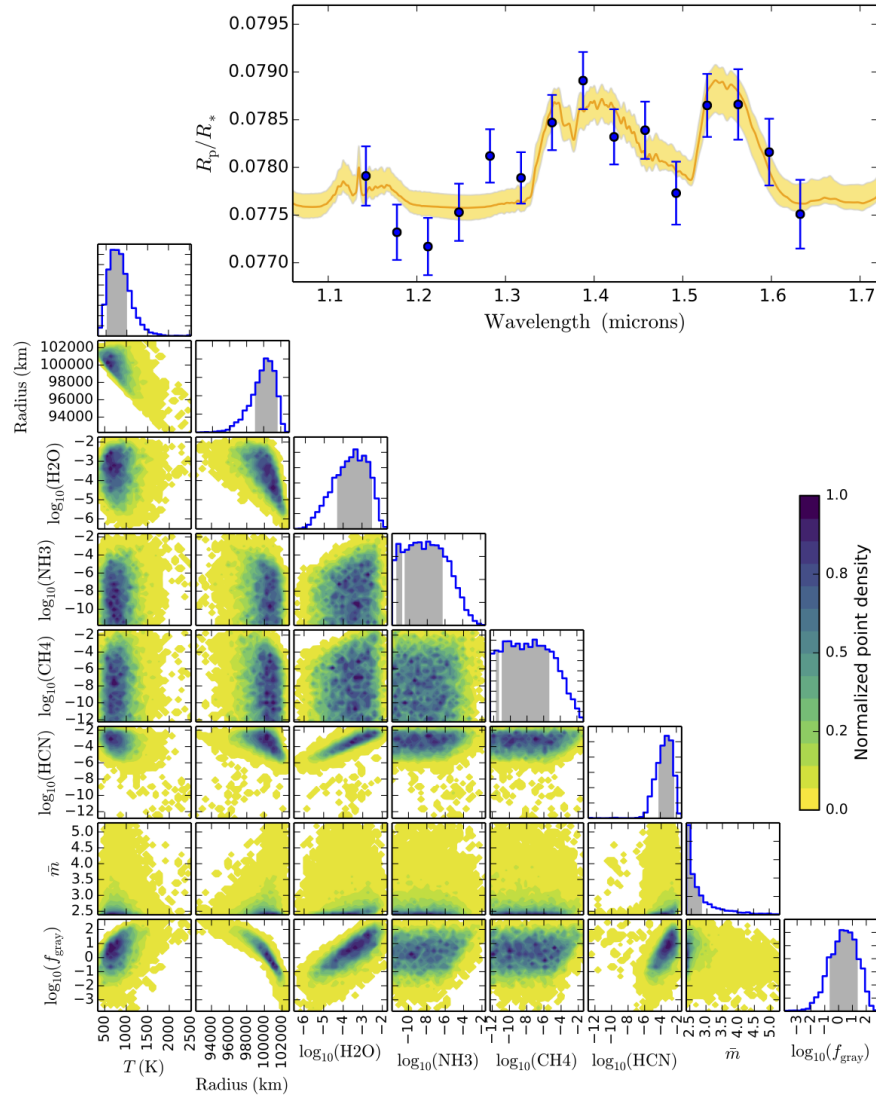 0.0795
0.0790
0.0785
0.0780
0.0775
0.0770
R_p/R_*
1.1 1.2 1.3 1.4 1.5 1.6 1.7
Wavelength (microns)
Radius (km)
102000
100000
98000
96000
94000
log₁₀(H2O)
−2
−3
−4
−5
−6
log₁₀(NH3)
−2
−4
−6
−8
−10
log₁₀(CH4)
−2
−4
−6
−8
−10
−12
log₁₀(HCN)
−2
−4
−6
−8
−10
−12
m̄
5.0
4.5
4.0
3.5
3.0
2.5
log₁₀(f_gray)
2
1
0
−1
−2
−3
500 1000 1500 2000 2500
T (K)
94000 96000 98000 100000 102000
Radius (km)
−6 −5 −4 −3 −2
log₁₀(H2O)
−10 −8 −6 −4 −2
log₁₀(NH3)
−12 −10 −8 −6 −4 −2
log₁₀(CH4)
−12 −10 −8 −6 −4 −2
log₁₀(HCN)
2.5 3.0 3.5 4.0 4.5 5.0
m̄
−3 −2 −1 0 1 2
log₁₀(f_gray)
1.0
0.8
0.6
0.4
0.2
0.0
Normalized point density